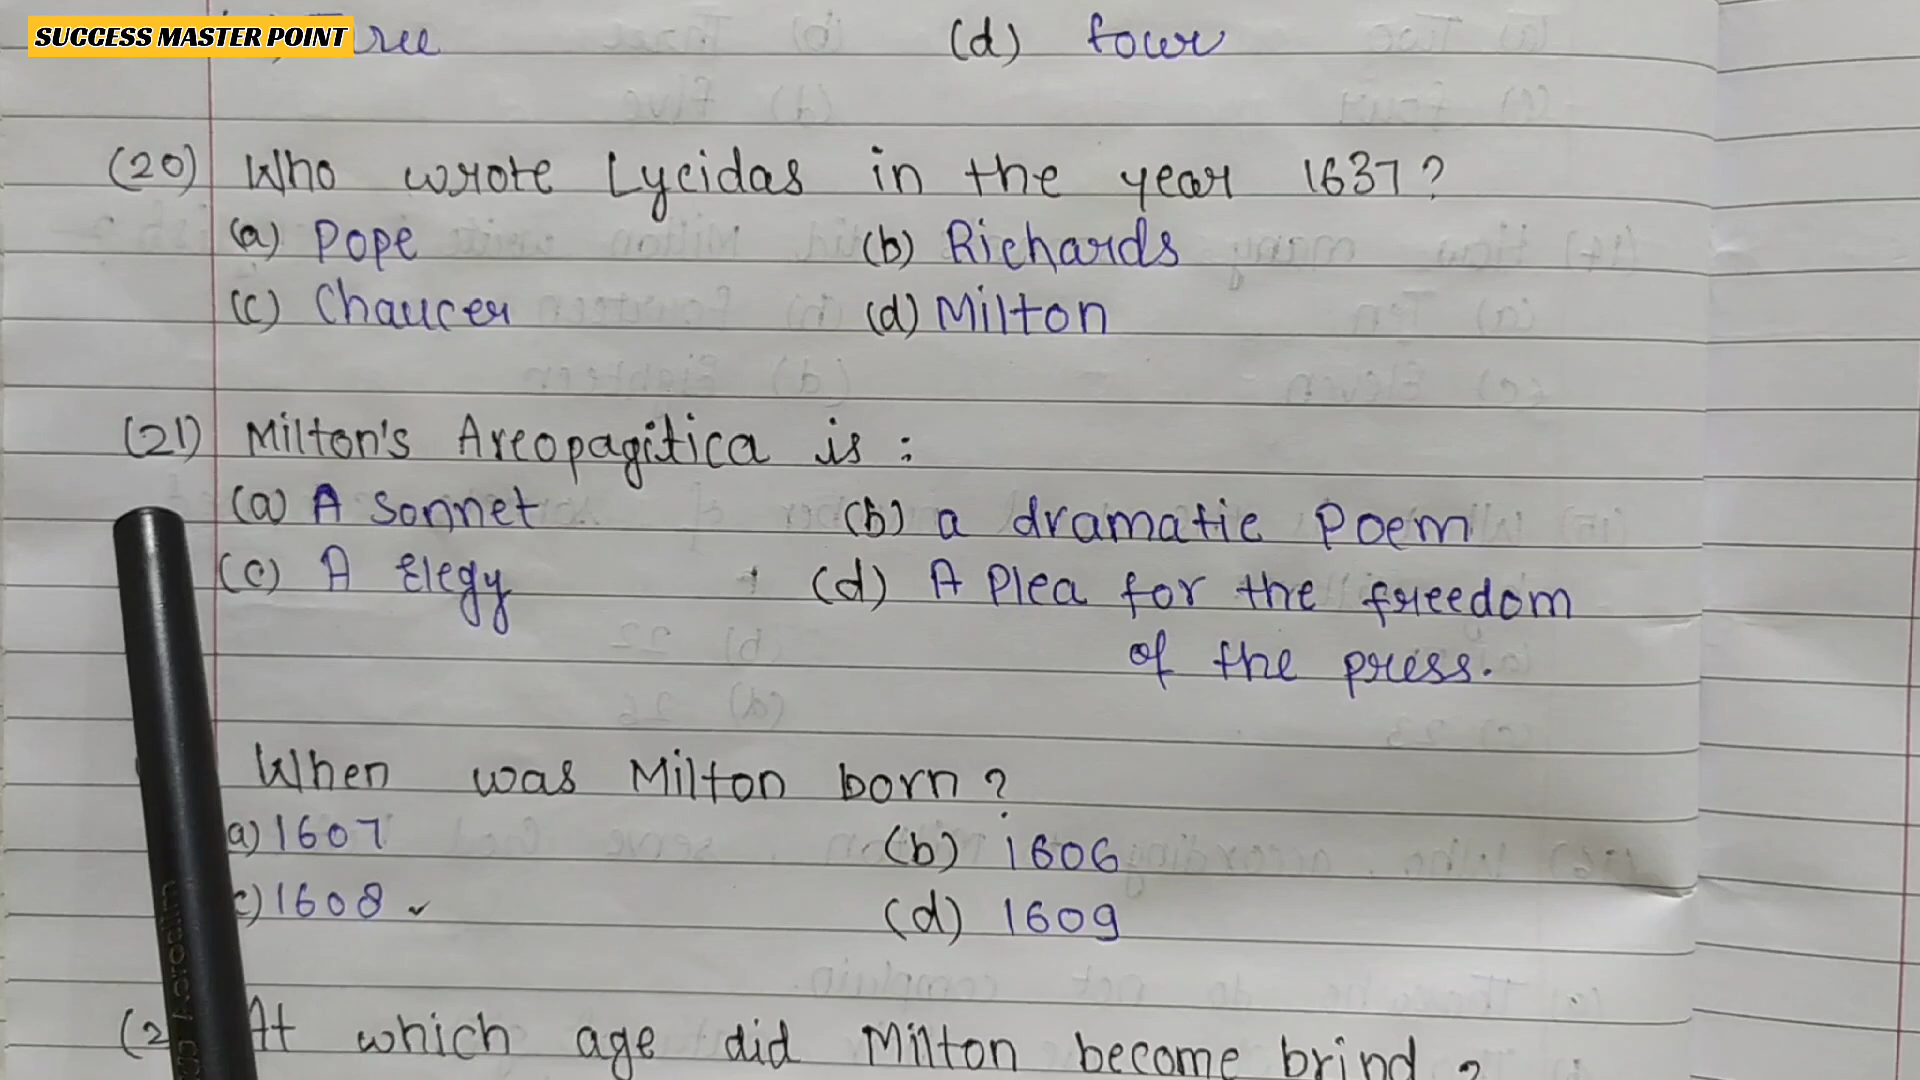 SUCCESS MASTER POINT
(d) four
(20) Who wrote Lycidas in the year 1637?
(a) Pope (b) Richards
(c) Chaucer (d) Milton
(21) Milton's Areopagitica is :
(a) A Sonnet (b) a dramatic Poem
(c) A Elegy (d) A Plea for the freedom
of the press.
When was Milton born?
a) 1607 (b) 1606
c) 1608 ✓ (d) 1609
(2 At which age did Milton become brind ?